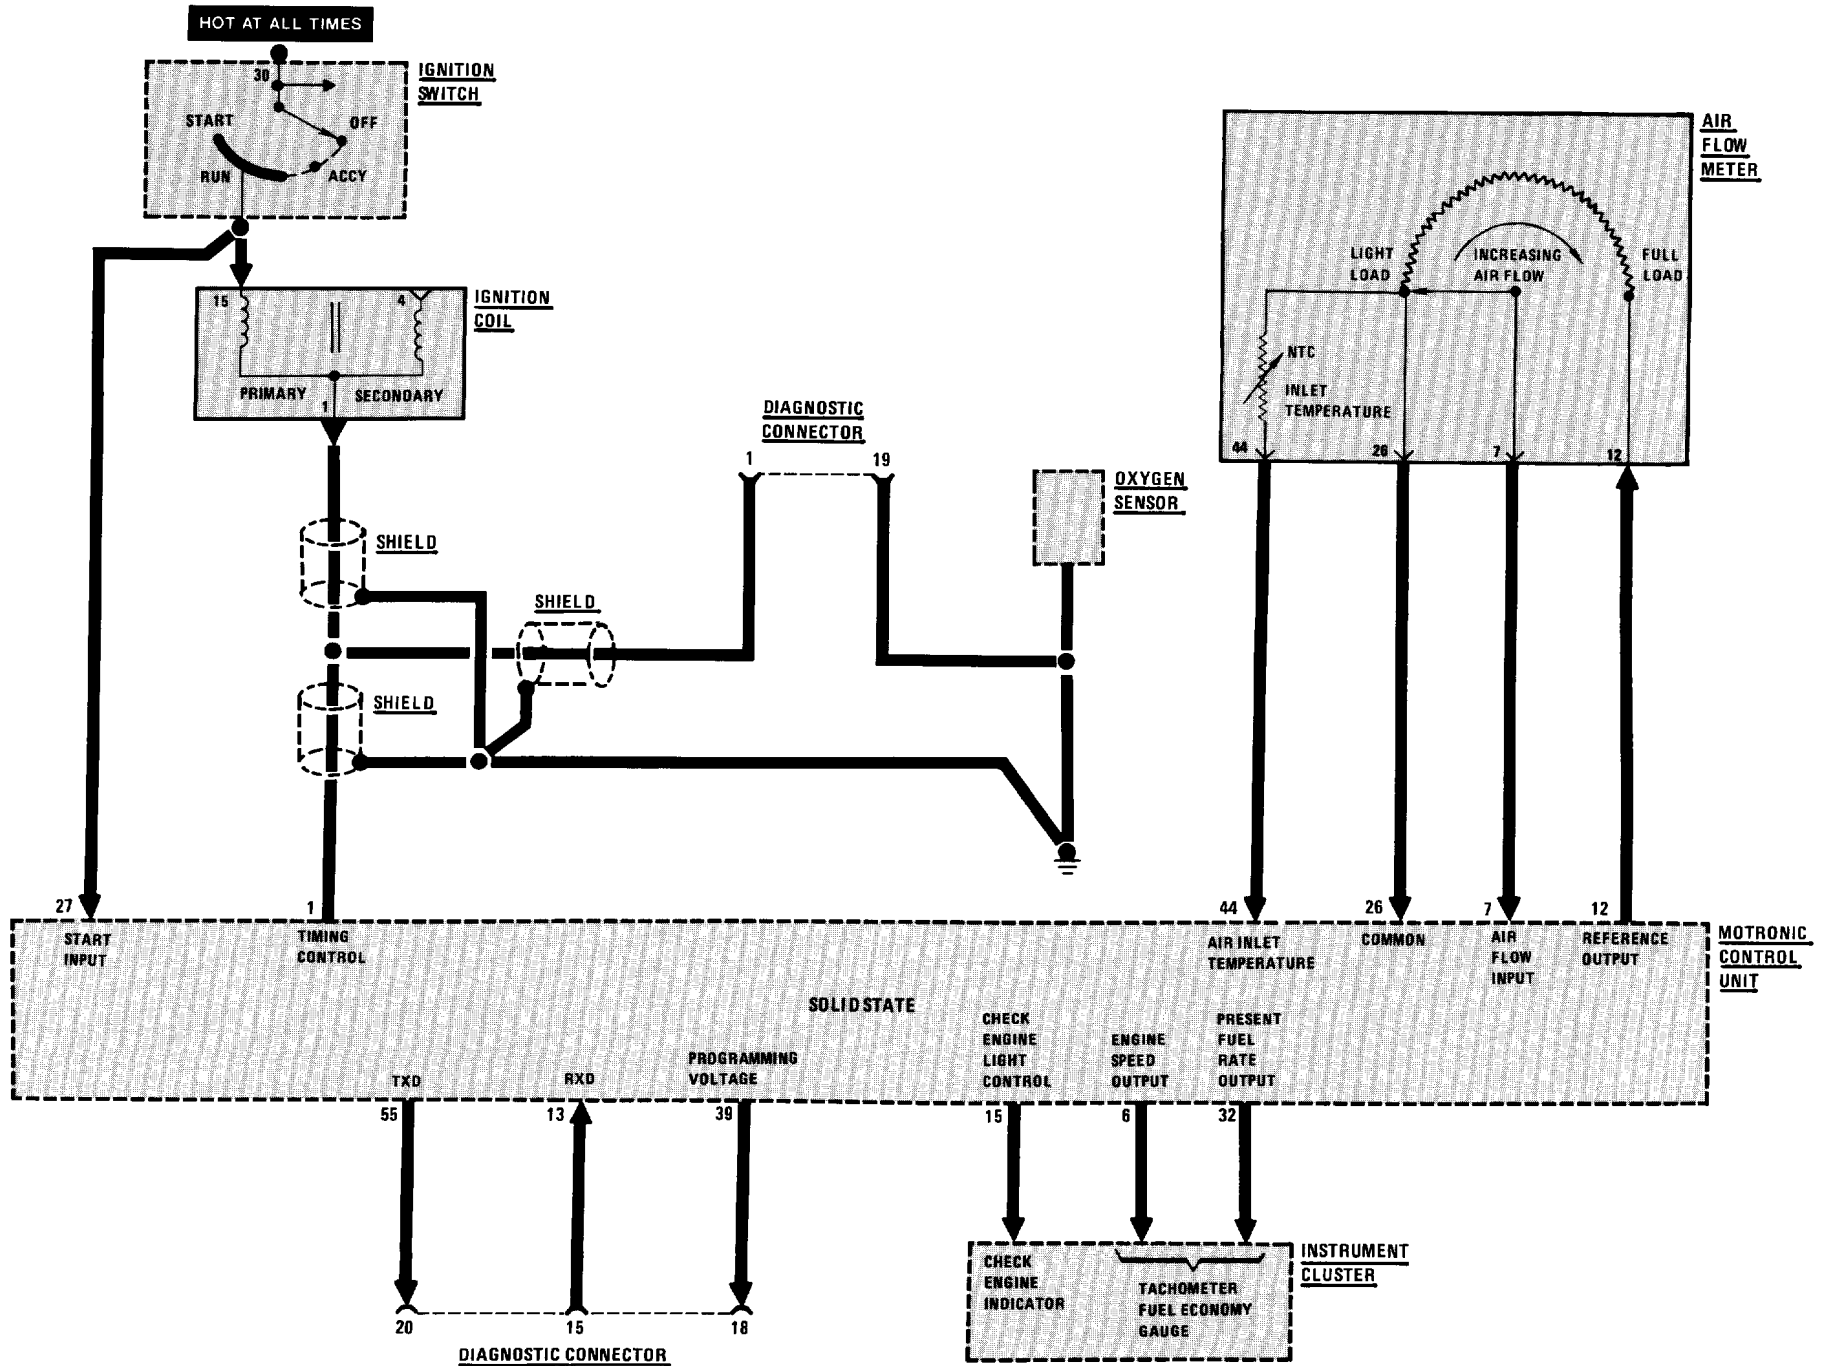 HOT AT ALL TIMES
30
IGNITION
SWITCH
START
OFF
RUN
ACCY
15
4
IGNITION
COIL
PRIMARY
SECONDARY
1
SHIELD
SHIELD
SHIELD
DIAGNOSTIC
CONNECTOR
1
19
OXYGEN
SENSOR
AIR
FLOW
METER
LIGHT
LOAD
INCREASING
AIR FLOW
FULL
LOAD
NTC
INLET
TEMPERATURE
44
26
7
12
27
1
44
26
7
12
START
INPUT
TIMING
CONTROL
AIR INLET
TEMPERATURE
COMMON
AIR
FLOW
INPUT
REFERENCE
OUTPUT
MOTRONIC
CONTROL
UNIT
SOLID STATE
TXD
RXD
PROGRAMMING
VOLTAGE
CHECK
ENGINE
LIGHT
CONTROL
ENGINE
SPEED
OUTPUT
PRESENT
FUEL
RATE
OUTPUT
55
13
39
15
6
32
20
15
18
DIAGNOSTIC CONNECTOR
CHECK
ENGINE
INDICATOR
TACHOMETER
FUEL ECONOMY
GAUGE
INSTRUMENT
CLUSTER